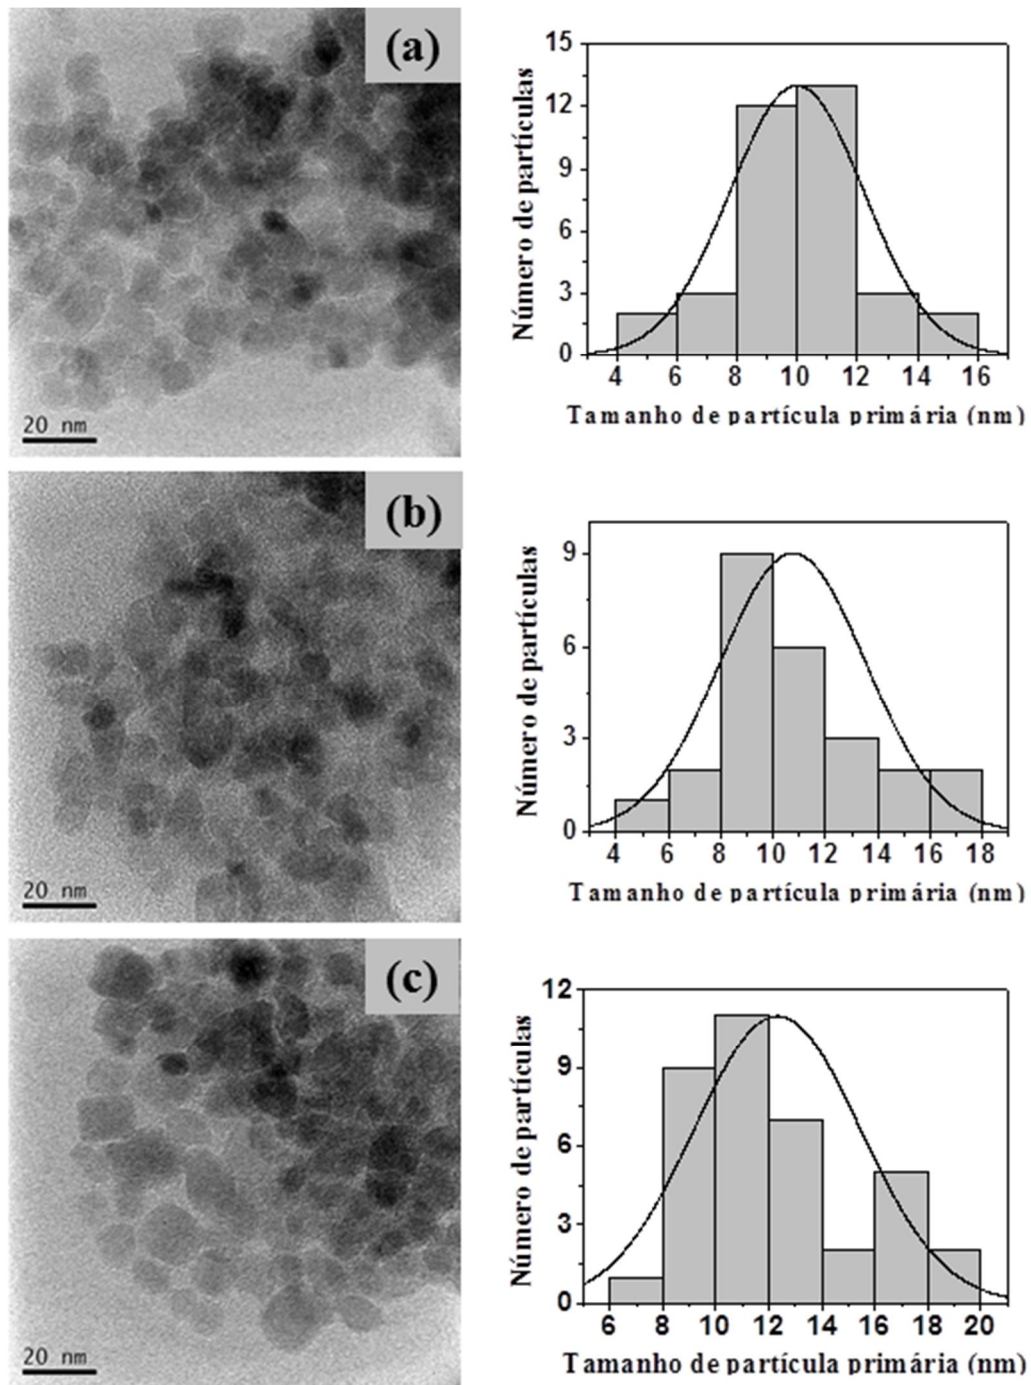 (a)
20 nm
Número de partículas
15
12
9
6
3
0
4 6 8 10 12 14 16
Tamanho de partícula primária (nm)
(b)
20 nm
Número de partículas
9
6
3
0
4 6 8 10 12 14 16 18
Tamanho de partícula primária (nm)
(c)
20 nm
Número de partículas
12
9
6
3
0
6 8 10 12 14 16 18 20
Tamanho de partícula primária (nm)